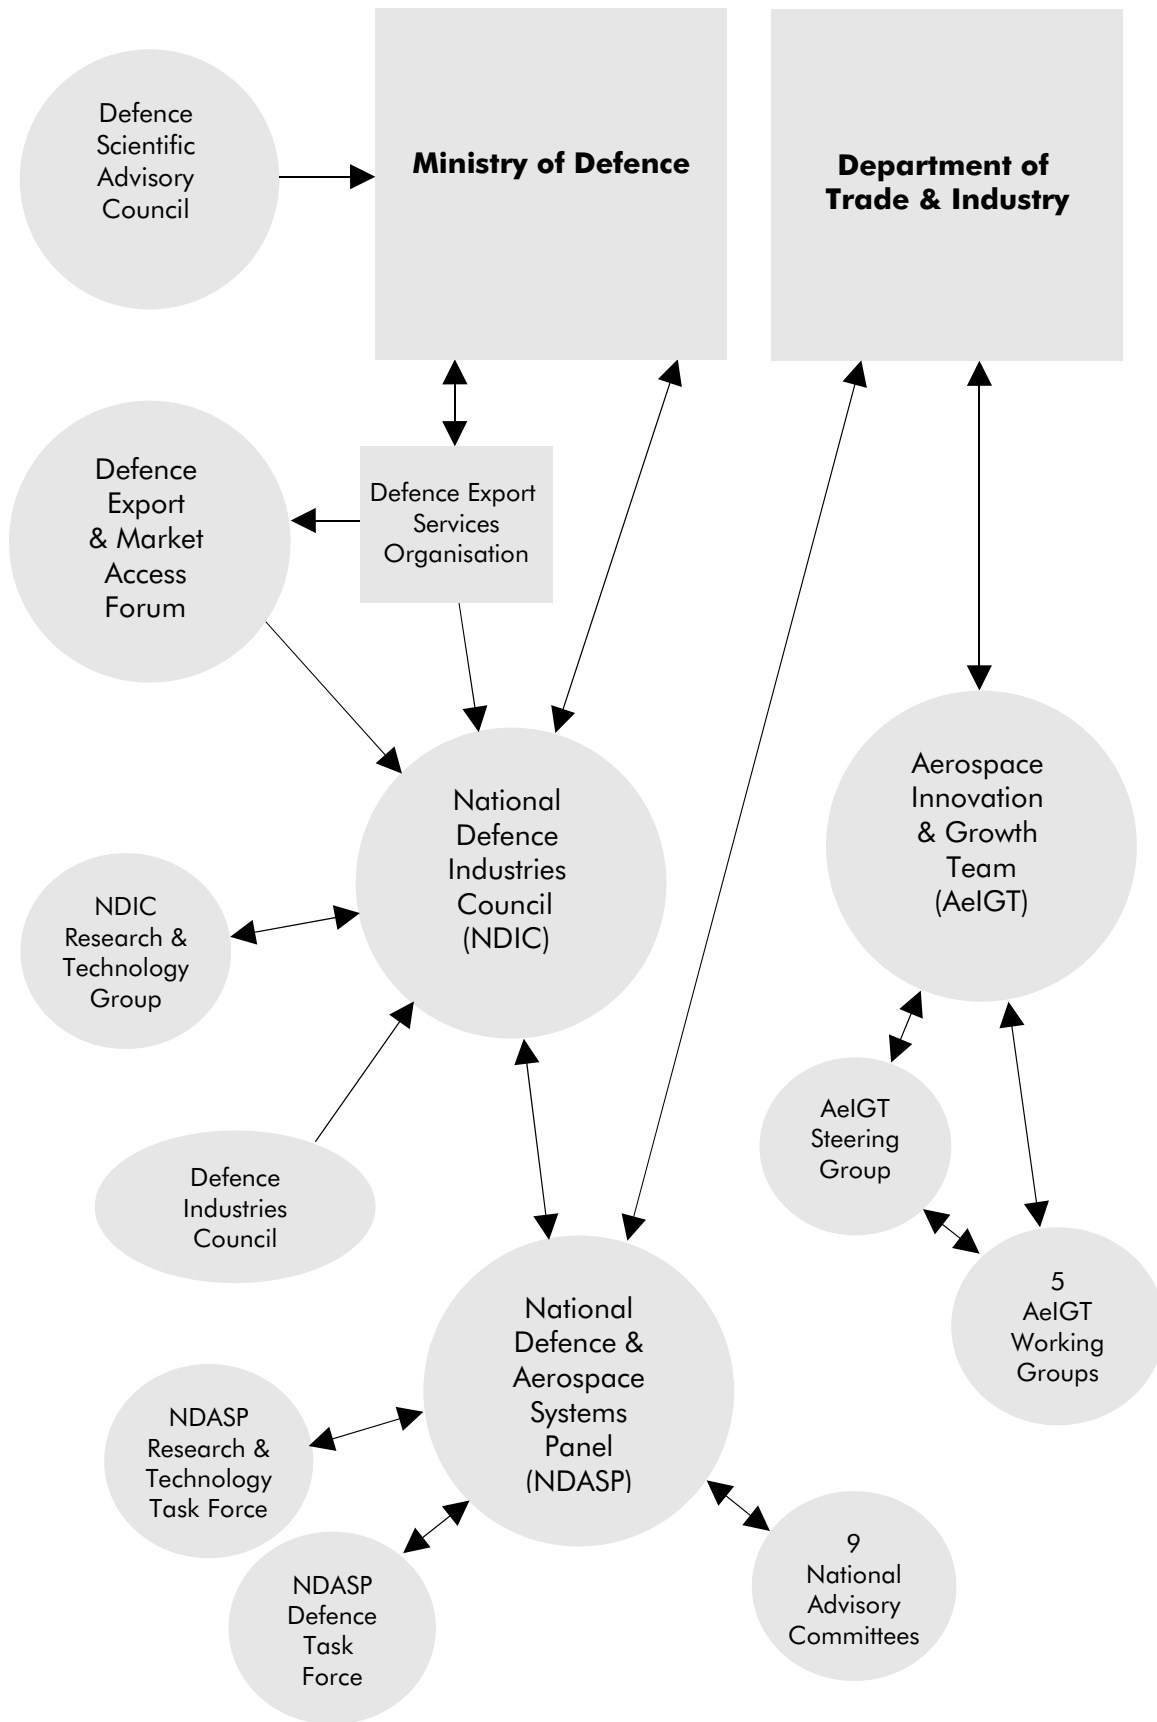 Defence
Scientific
Advisory
Council
Ministry of Defence
Department of
Trade & Industry
Defence
Export
& Market
Access
Forum
Defence Export
Services
Organisation
National
Defence
Industries
Council
(NDIC)
Aerospace
Innovation
& Growth
Team
(AeIGT)
NDIC
Research &
Technology
Group
AeIGT
Steering
Group
Defence
Industries
Council
5
AeIGT
Working
Groups
National
Defence &
Aerospace
Systems
Panel
(NDASP)
NDASP
Research &
Technology
Task Force
NDASP
Defence
Task
Force
9
National
Advisory
Committees